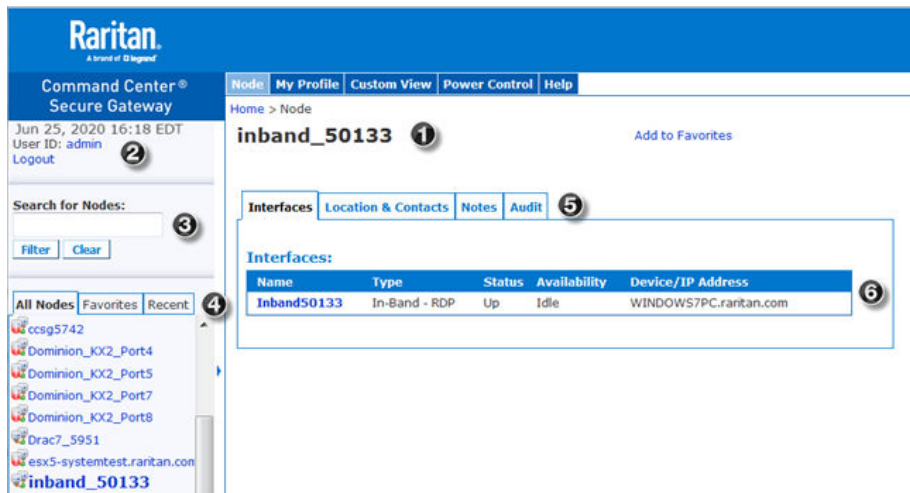 Raritan.
A brand of legrand
Command Center®
Secure Gateway
Node My Profile Custom View Power Control Help
Home > Node
Jun 25, 2020 16:18 EDT
User ID: admin
Logout
2
inband_50133 1
Add to Favorites
Search for Nodes:
3
Filter Clear
Interfaces Location & Contacts Notes Audit 5
Interfaces:
Name Type Status Availability Device/IP Address
Inband50133 In-Band - RDP Up Idle WINDOWS7PC.raritan.com
6
All Nodes Favorites Recent 4
ccsg5742
Dominion_KX2_Port4
Dominion_KX2_Port5
Dominion_KX2_Port7
Dominion_KX2_Port8
Drac7_5951
esx5-systemtest.raritan.com
inband_50133